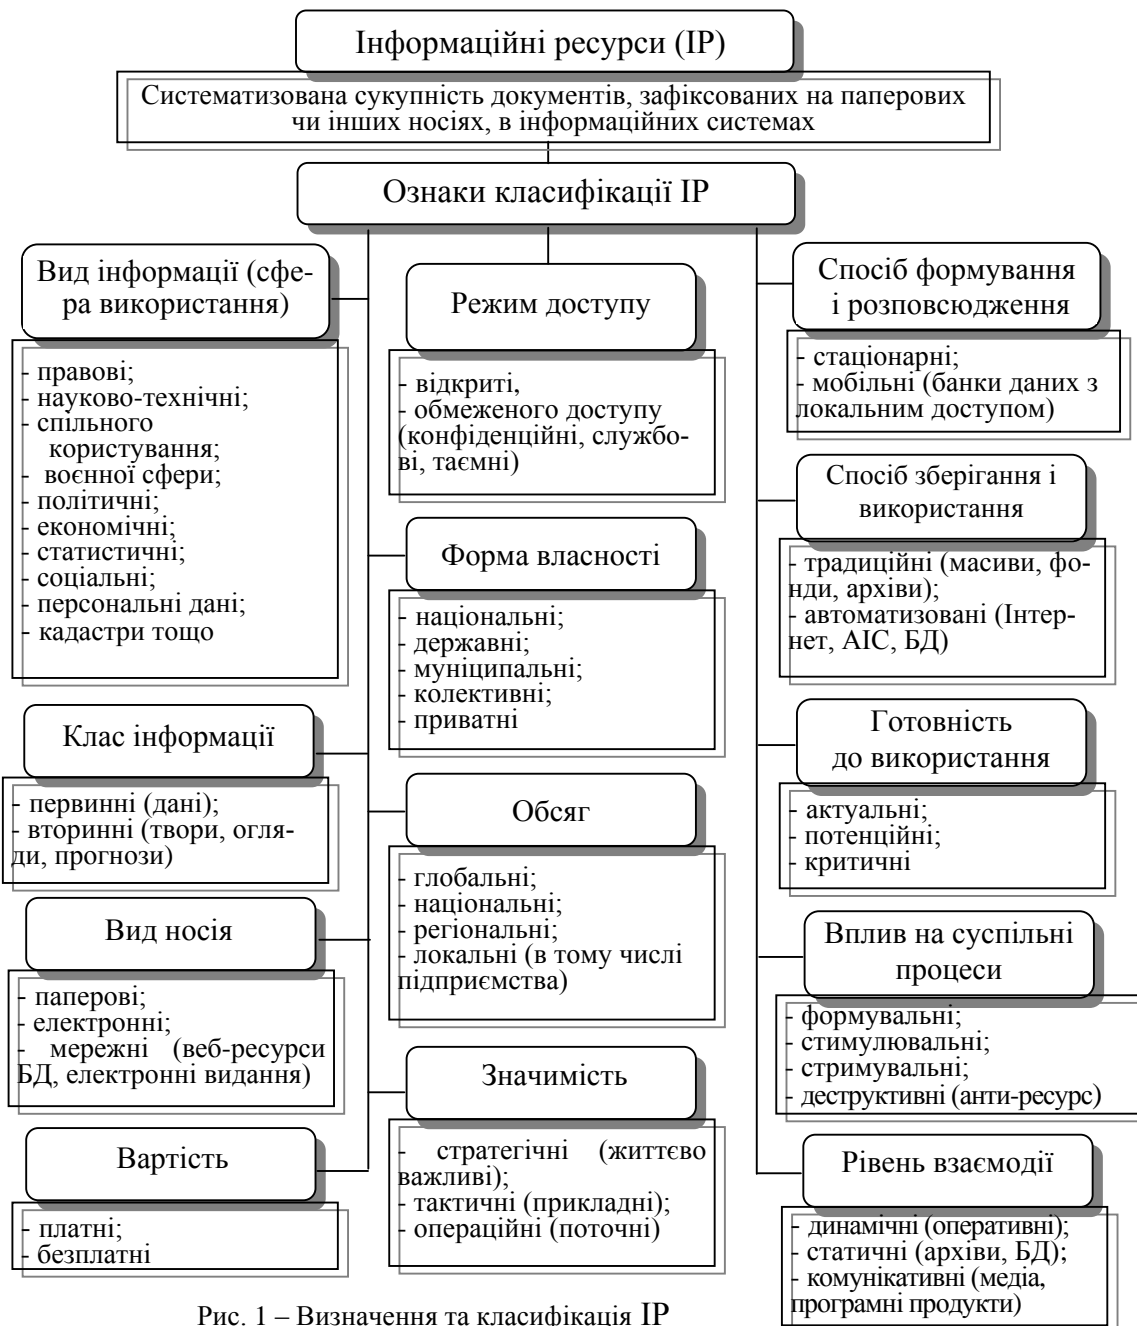 Інформаційні ресурси (ІР)
Систематизована сукупність документів, зафіксованих на паперових
чи інших носіях, в інформаційних системах
Ознаки класифікації ІР
Вид інформації (сфе-
ра використання)
- правові;
- науково-технічні;
- спільного
користування;
- воєнної сфери;
- політичні;
- економічні;
- статистичні;
- соціальні;
- персональні дані;
- кадастри тощо
Клас інформації
- первинні (дані);
- вторинні (твори, огля-
ди, прогнози)
Вид носія
- паперові;
- електронні;
- мережні (веб-ресурси
БД, електронні видання)
Вартість
- платні;
- безплатні
Режим доступу
- відкриті,
- обмеженого доступу
(конфіденційні, службо-
ві, таємні)
Форма власності
- національні;
- державні;
- муніципальні;
- колективні;
- приватні
Обсяг
- глобальні;
- національні;
- регіональні;
- локальні (в тому числі
підприємства)
Значимість
- стратегічні (життєво
важливі);
- тактичні (прикладні);
- операційні (поточні)
Спосіб формування
і розповсюдження
- стаціонарні;
- мобільні (банки даних з
локальним доступом)
Спосіб зберігання і
використання
- традиційні (масиви, фо-
нди, архіви);
- автоматизовані (Інтер-
нет, АІС, БД)
Готовність
до використання
- актуальні;
- потенційні;
- критичні
Вплив на суспільні
процеси
- формувальні;
- стимулювальні;
- стримувальні;
- деструктивні (анти-ресурс)
Рівень взаємодії
- динамічні (оперативні);
- статичні (архіви, БД);
- комунікативні (медіа,
програмні продукти)
Рис. 1 – Визначення та класифікація ІР